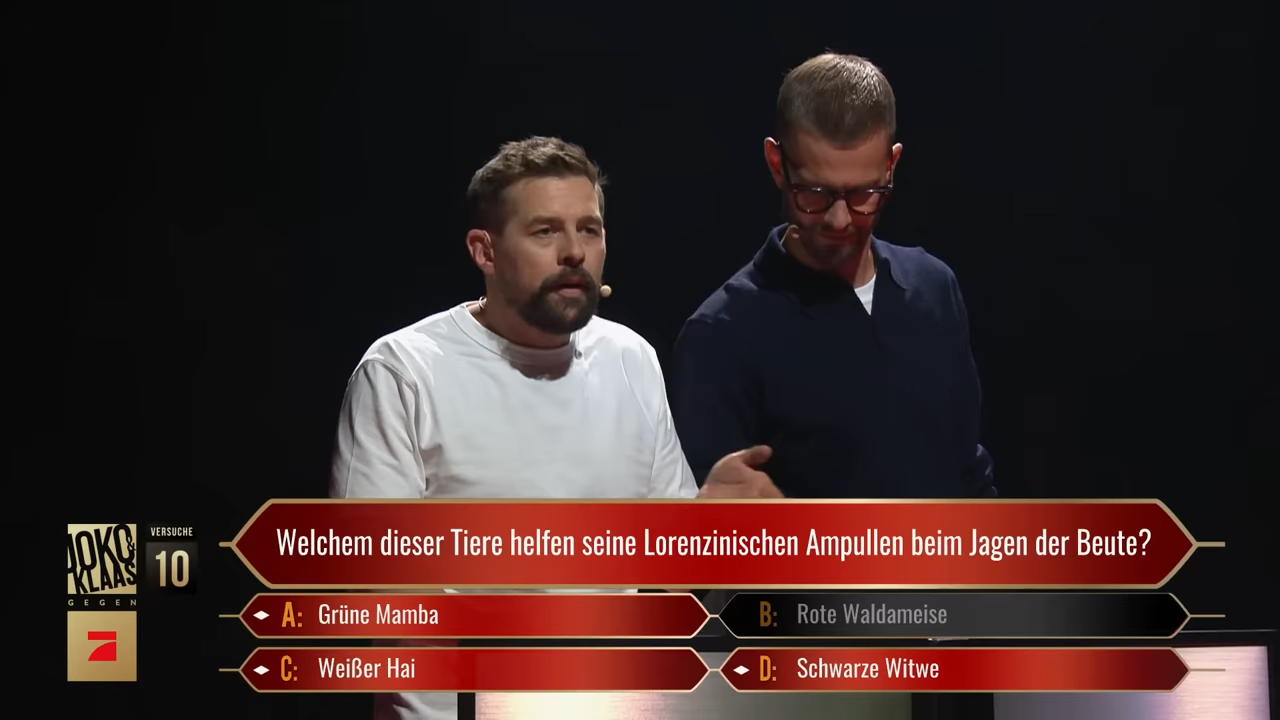 Welchem dieser Tiere helfen seine Lorenzinischen Ampullen beim Jagen der Beute?
A: Grüne Mamba
B: Rote Waldameise
C: Weißer Hai
D: Schwarze Witwe
VERSUCHE
10
JOKO
&
KLAAS
GEGEN
7